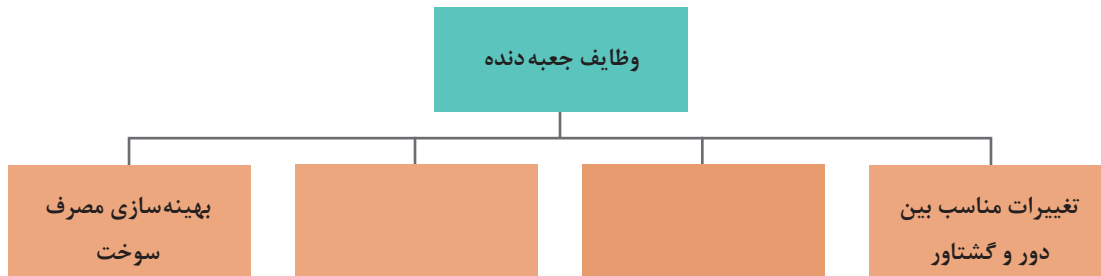 وظایف جعبه دنده
تغییرات مناسب بین
دور و گشتاور
بهینه‌سازی مصرف
سوخت